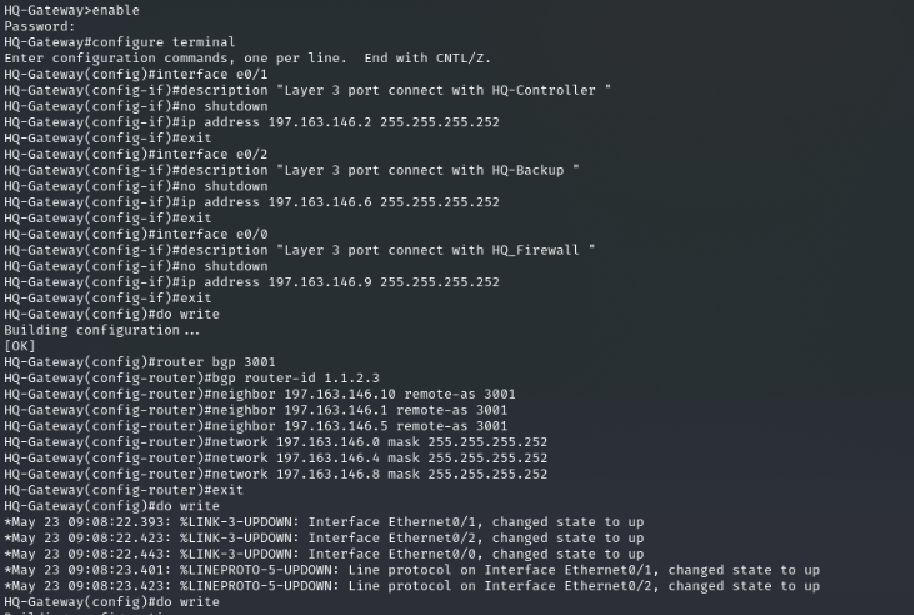 HQ-Gateway>enable
Password:
HQ-Gateway#configure terminal
Enter configuration commands, one per line.  End with CNTL/Z.
HQ-Gateway(config)#interface e0/1
HQ-Gateway(config-if)#description "Layer 3 port connect with HQ-Controller "
HQ-Gateway(config-if)#no shutdown
HQ-Gateway(config-if)#ip address 197.163.146.2 255.255.255.252
HQ-Gateway(config-if)#exit
HQ-Gateway(config)#interface e0/2
HQ-Gateway(config-if)#description "Layer 3 port connect with HQ-Backup "
HQ-Gateway(config-if)#no shutdown
HQ-Gateway(config-if)#ip address 197.163.146.6 255.255.255.252
HQ-Gateway(config-if)#exit
HQ-Gateway(config)#interface e0/0
HQ-Gateway(config-if)#description "Layer 3 port connect with HQ_Firewall "
HQ-Gateway(config-if)#no shutdown
HQ-Gateway(config-if)#ip address 197.163.146.9 255.255.255.252
HQ-Gateway(config-if)#exit
HQ-Gateway(config)#do write
Building configuration...
[OK]
HQ-Gateway(config)#router bgp 3001
HQ-Gateway(config-router)#bgp router-id 1.1.2.3
HQ-Gateway(config-router)#neighbor 197.163.146.10 remote-as 3001
HQ-Gateway(config-router)#neighbor 197.163.146.1 remote-as 3001
HQ-Gateway(config-router)#neighbor 197.163.146.5 remote-as 3001
HQ-Gateway(config-router)#network 197.163.146.0 mask 255.255.255.252
HQ-Gateway(config-router)#network 197.163.146.4 mask 255.255.255.252
HQ-Gateway(config-router)#network 197.163.146.8 mask 255.255.255.252
HQ-Gateway(config-router)#exit
HQ-Gateway(config)#do write
*May 23 09:08:22.393: %LINK-3-UPDOWN: Interface Ethernet0/1, changed state to up
*May 23 09:08:22.423: %LINK-3-UPDOWN: Interface Ethernet0/2, changed state to up
*May 23 09:08:22.443: %LINK-3-UPDOWN: Interface Ethernet0/0, changed state to up
*May 23 09:08:23.401: %LINEPROTO-5-UPDOWN: Line protocol on Interface Ethernet0/1, changed state to up
*May 23 09:08:23.423: %LINEPROTO-5-UPDOWN: Line protocol on Interface Ethernet0/2, changed state to up
HQ-Gateway(config)#do write